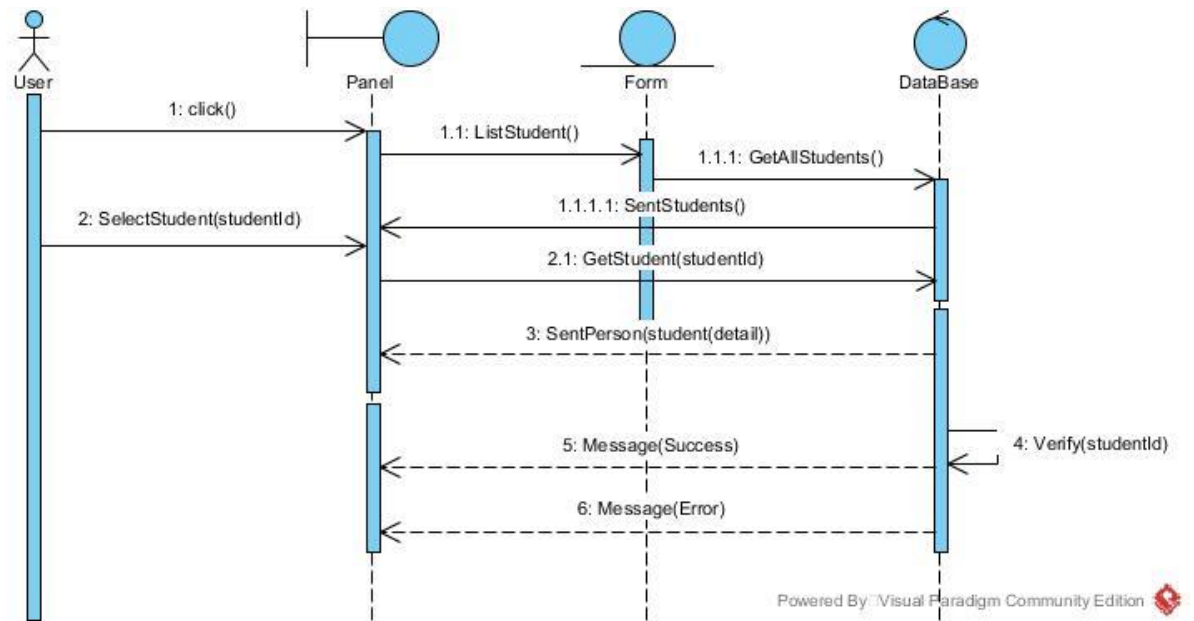 User
Panel
Form
DataBase
1: click()
1.1: ListStudent()
1.1.1: GetAllStudents()
1.1.1.1: SentStudents()
2: SelectStudent(studentId)
2.1: GetStudent(studentId)
3: SentPerson(student(detail))
4: Verify(studentId)
5: Message(Success)
6: Message(Error)
Powered By Visual Paradigm Community Edition